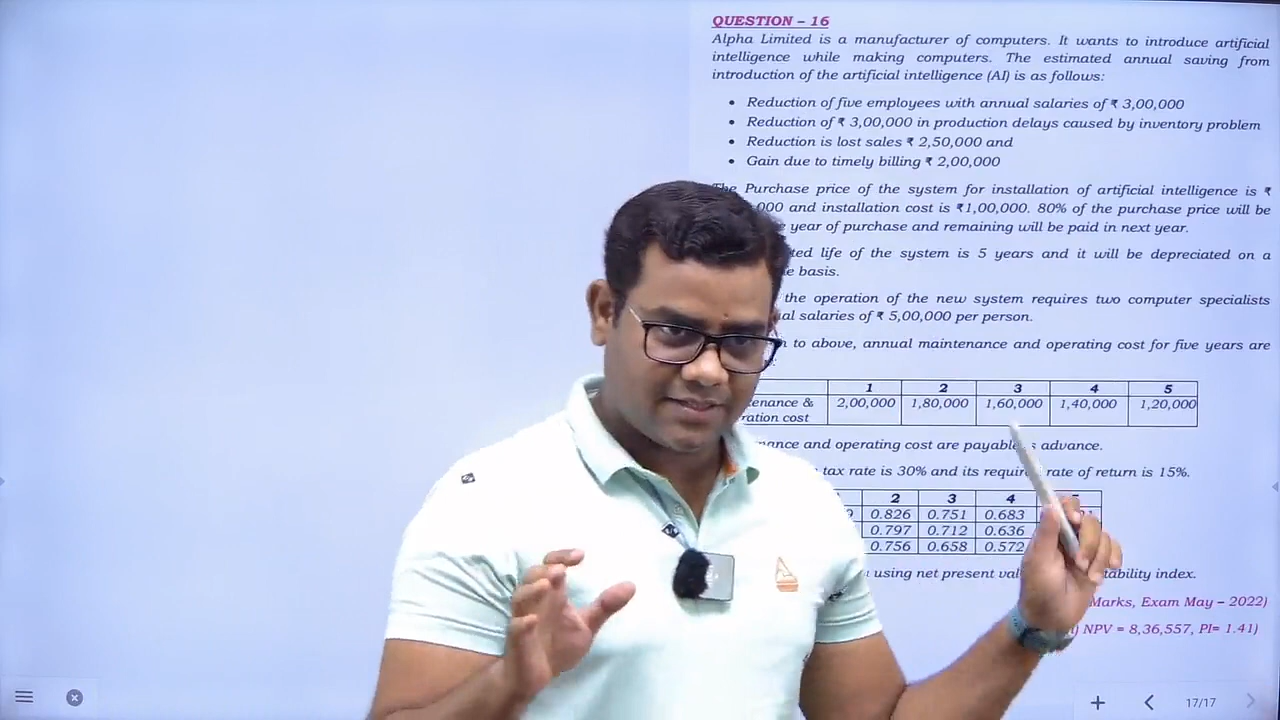 QUESTION – 16
Alpha Limited is a manufacturer of computers. It wants to introduce artificial
intelligence while making computers. The estimated annual saving from
introduction of the artificial intelligence (AI) is as follows:
• Reduction of five employees with annual salaries of ₹ 3,00,000
• Reduction of ₹ 3,00,000 in production delays caused by inventory problem
• Reduction is lost sales ₹ 2,50,000 and
• Gain due to timely billing ₹ 2,00,000
The Purchase price of the system for installation of artificial intelligence is ₹
000 and installation cost is ₹1,00,000. 80% of the purchase price will be
year of purchase and remaining will be paid in next year.
life of the system is 5 years and it will be depreciated on a
basis.
the operation of the new system requires two computer specialists
salaries of ₹ 5,00,000 per person.
to above, annual maintenance and operating cost for five years are
1 2 3 4 5
& 2,00,000 1,80,000 1,60,000 1,40,000 1,20,000
cost
and operating cost are payable advance.
tax rate is 30% and its rate of return is 15%.
2 3 4
0.826 0.751 0.683
0.797 0.712 0.636
0.756 0.658 0.572
using net present index.
Marks, Exam May – 2022)
NPV = 8,36,557, PI= 1.41)
17/17